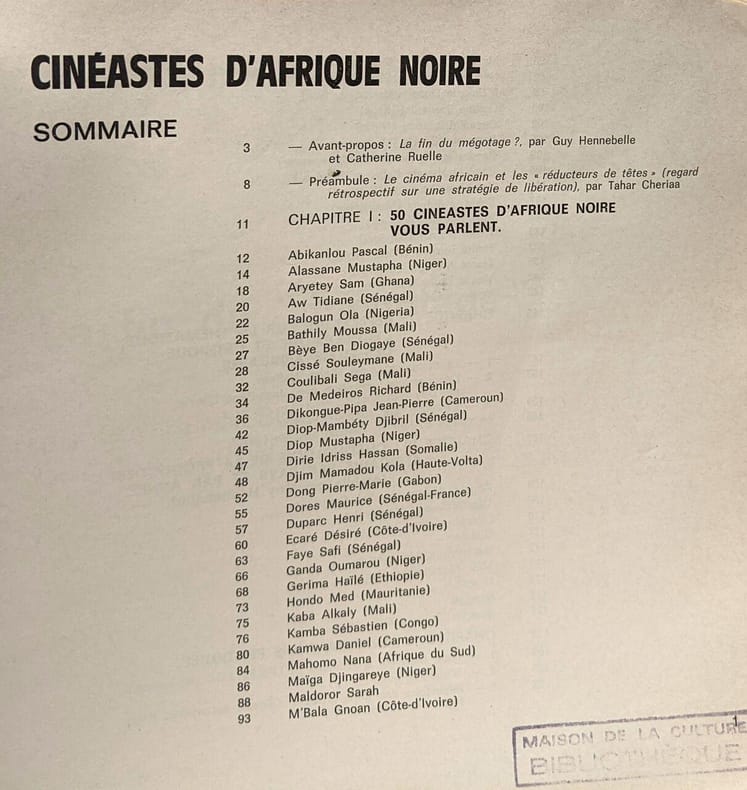 CINÉASTES D'AFRIQUE NOIRE
SOMMAIRE
3 — Avant-propos : La fin du mégotage ?, par Guy Hennebelle
et Catherine Ruelle
8 — Préambule : Le cinéma africain et les « réducteurs de têtes » (regard
rétrospectif sur une stratégie de libération), par Tahar Cheriaa
11 CHAPITRE I : 50 CINEASTES D'AFRIQUE NOIRE
VOUS PARLENT.
12 Abikanlou Pascal (Bénin)
14 Alassane Mustapha (Niger)
18 Aryetey Sam (Ghana)
20 Aw Tidiane (Sénégal)
22 Balogun Ola (Nigeria)
25 Bathily Moussa (Mali)
27 Bèye Ben Diogaye (Sénégal)
28 Cissé Souleymane (Mali)
32 Coulibali Sega (Mali)
34 De Medeiros Richard (Bénin)
36 Dikongue-Pipa Jean-Pierre (Cameroun)
42 Diop-Mambéty Djibril (Sénégal)
45 Diop Mustapha (Niger)
47 Dirie Idriss Hassan (Somalie)
48 Djim Mamadou Kola (Haute-Volta)
52 Dong Pierre-Marie (Gabon)
55 Dores Maurice (Sénégal-France)
57 Duparc Henri (Sénégal)
60 Ecaré Désiré (Côte-d'Ivoire)
63 Faye Safi (Sénégal)
66 Ganda Oumarou (Niger)
68 Gerima Haïlé (Ethiopie)
73 Hondo Med (Mauritanie)
75 Kaba Alkaly (Mali)
76 Kamba Sébastien (Congo)
80 Kamwa Daniel (Cameroun)
84 Mahomo Nana (Afrique du Sud)
86 Maïga Djingareye (Niger)
88 Maldoror Sarah
93 M'Bala Gnoan (Côte-d'Ivoire)
1
MAISON DE LA CULTURE
BIBLIOTHÈQUE